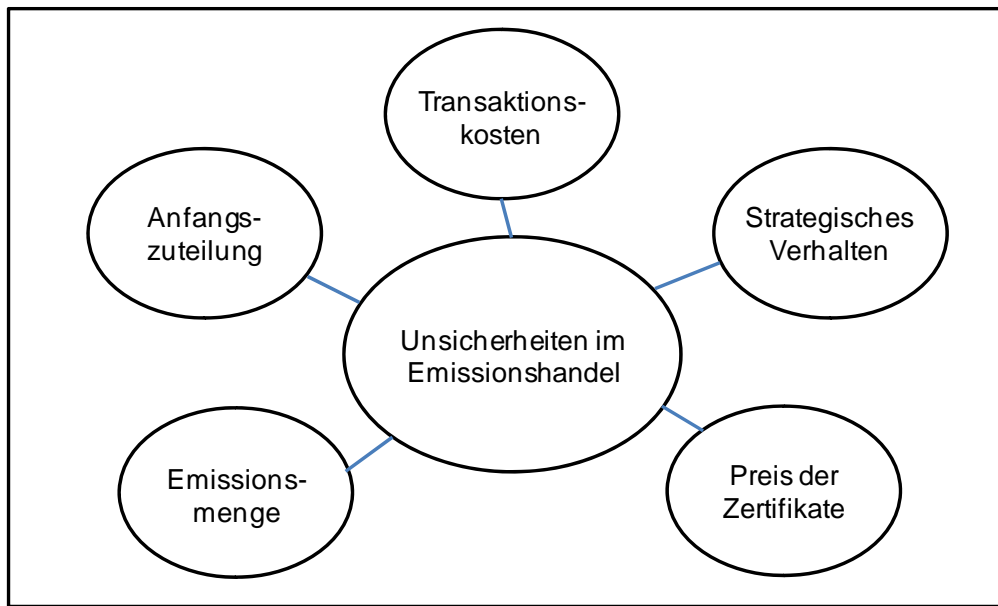 Transaktions-
kosten
Anfangs-
zuteilung
Strategisches
Verhalten
Unsicherheiten im
Emissionshandel
Emissions-
menge
Preis der
Zertifikate